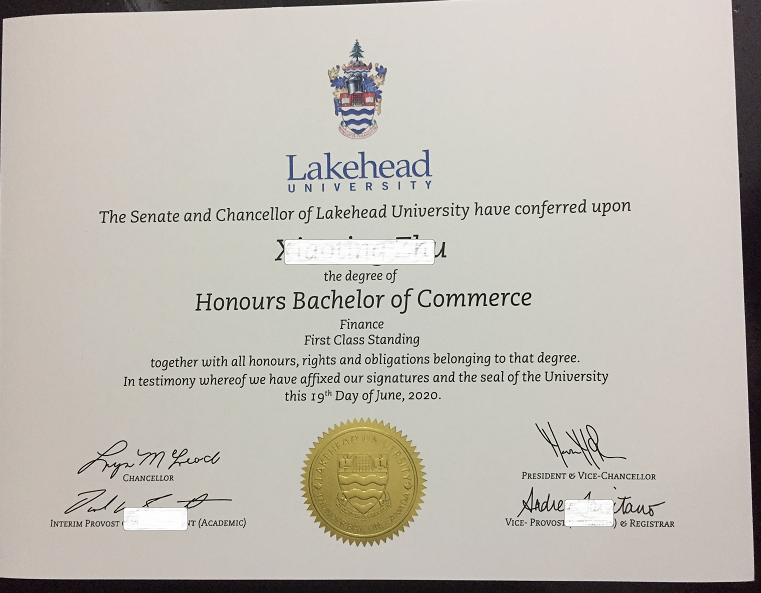 Lakehead
UNIVERSITY
The Senate and Chancellor of Lakehead University have conferred upon
the degree of
Honours Bachelor of Commerce
Finance
First Class Standing
together with all honours, rights and obligations belonging to that degree.
In testimony whereof we have affixed our signatures and the seal of the University
this 19th Day of June, 2020.
CHANCELLOR
PRESIDENT & VICE-CHANCELLOR
INTERIM PROVOST (ACADEMIC)
VICE- PROVOST & REGISTRAR